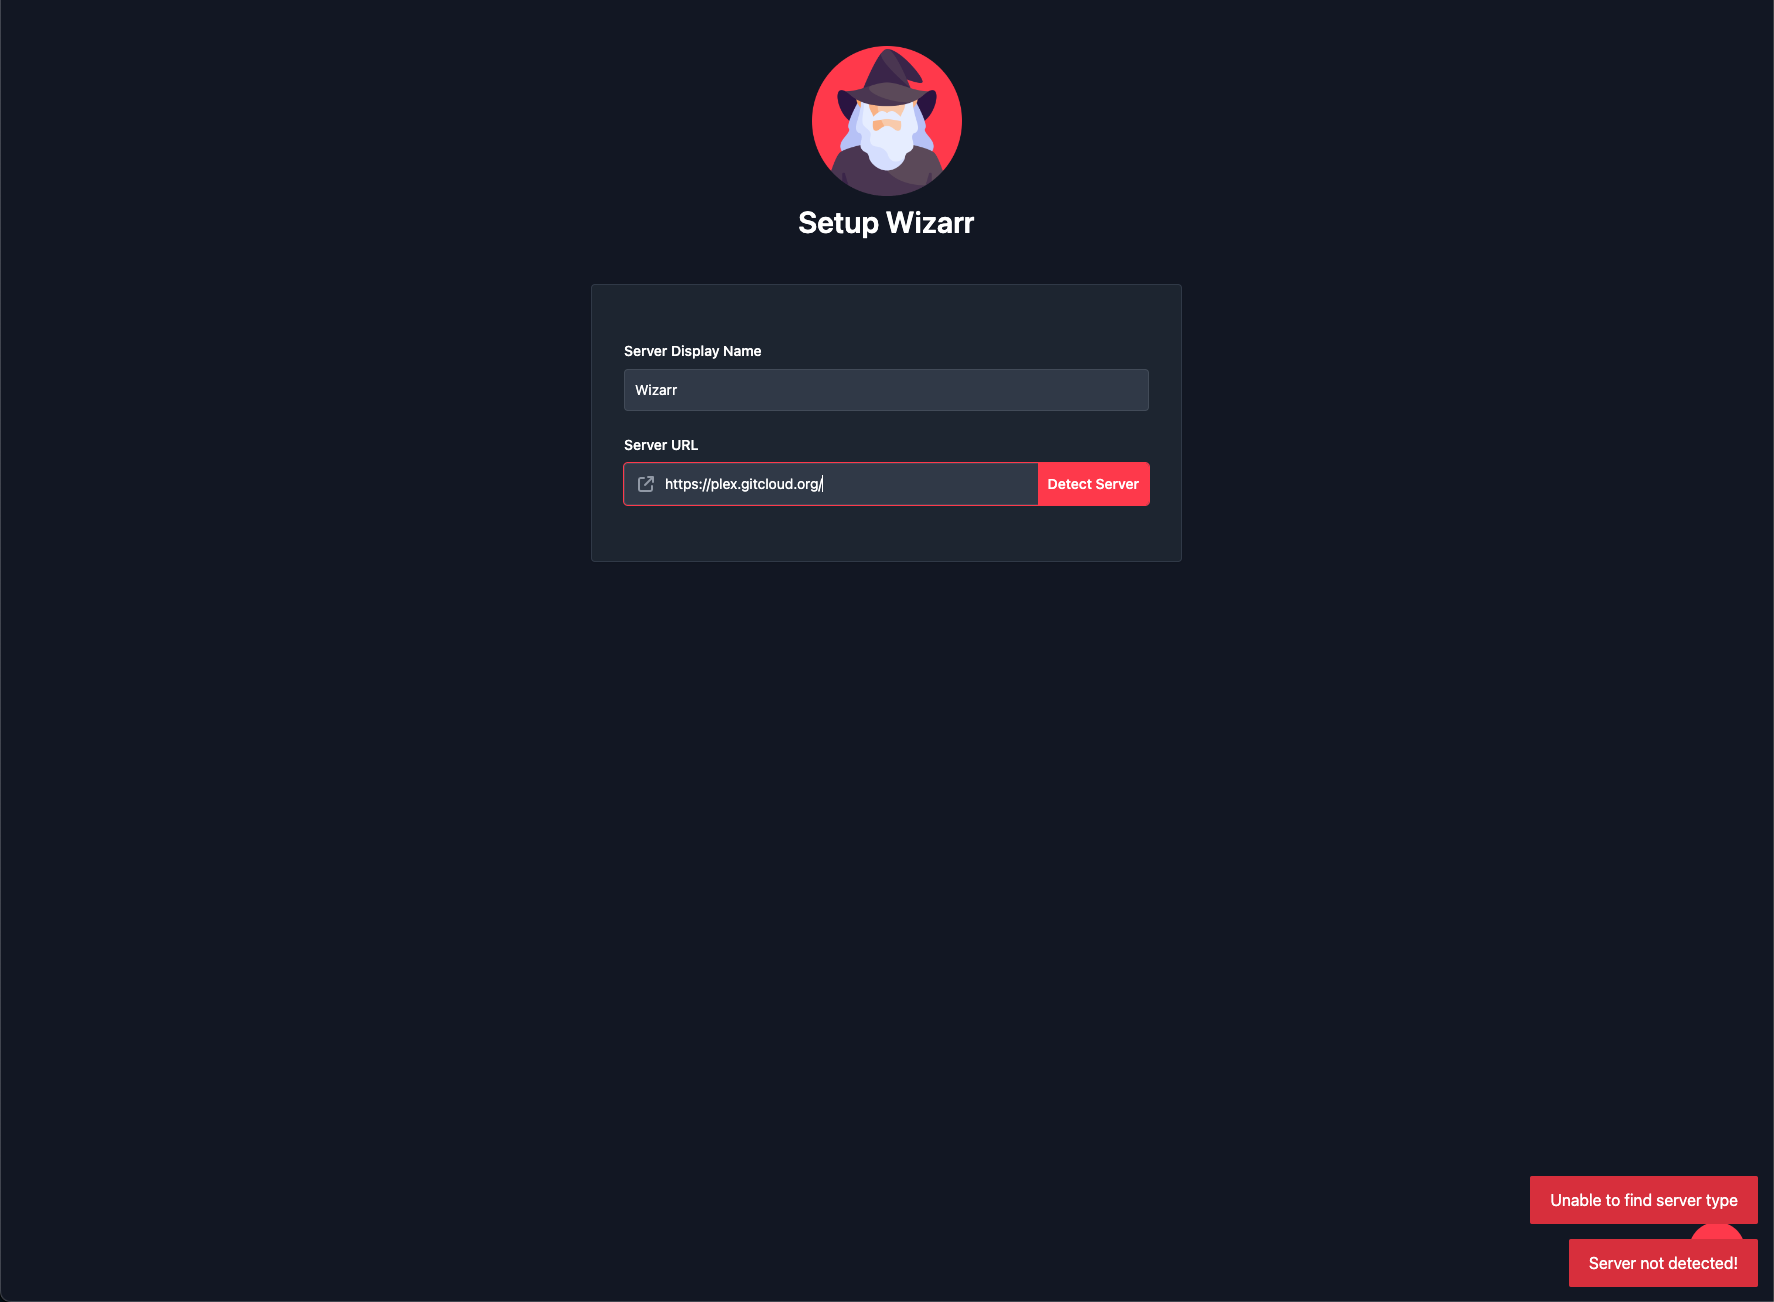 Setup Wizarr
Server Display Name
Wizarr
Server URL
https://plex.gitcloud.org/
Detect Server
Unable to find server type
Server not detected!